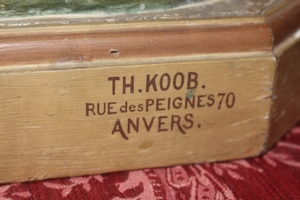 TH. KOOB.
RUE des PEIGNES 70
ANVERS.